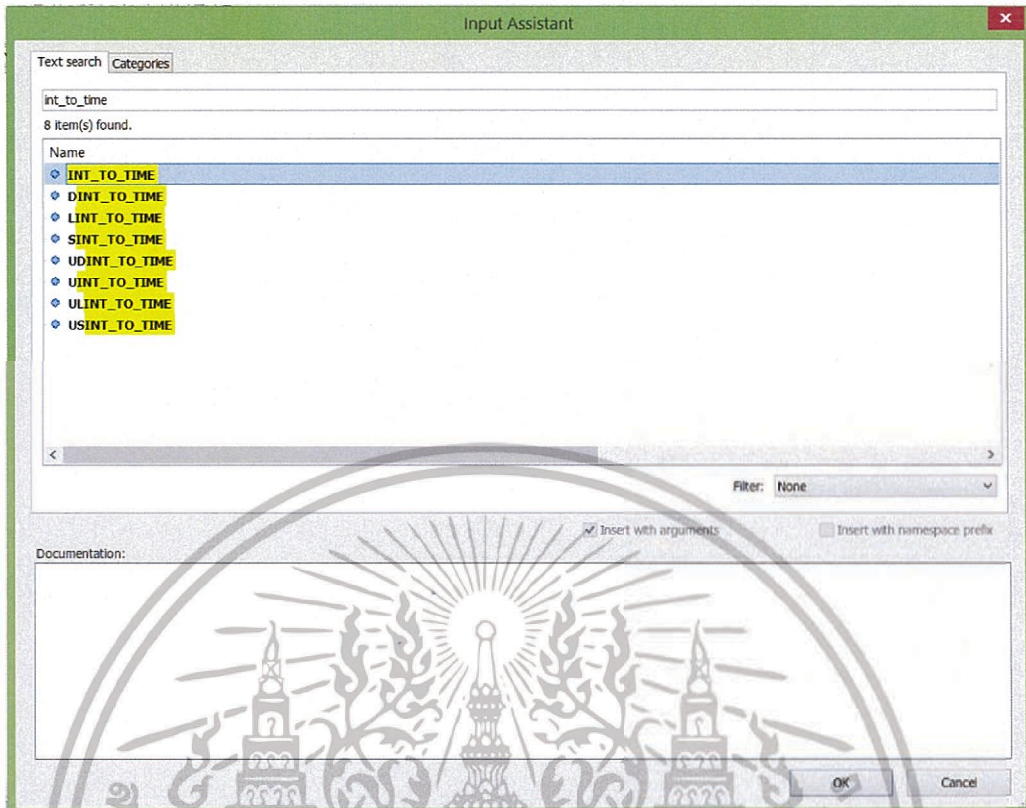 Input Assistant
Text search Categories
int_to_time
8 item(s) found.
Name
INT_TO_TIME
DINT_TO_TIME
LINT_TO_TIME
SINT_TO_TIME
UDINT_TO_TIME
UINT_TO_TIME
ULINT_TO_TIME
USINT_TO_TIME
Filter: None
Insert with arguments Insert with namespace prefix
Documentation:
OK Cancel